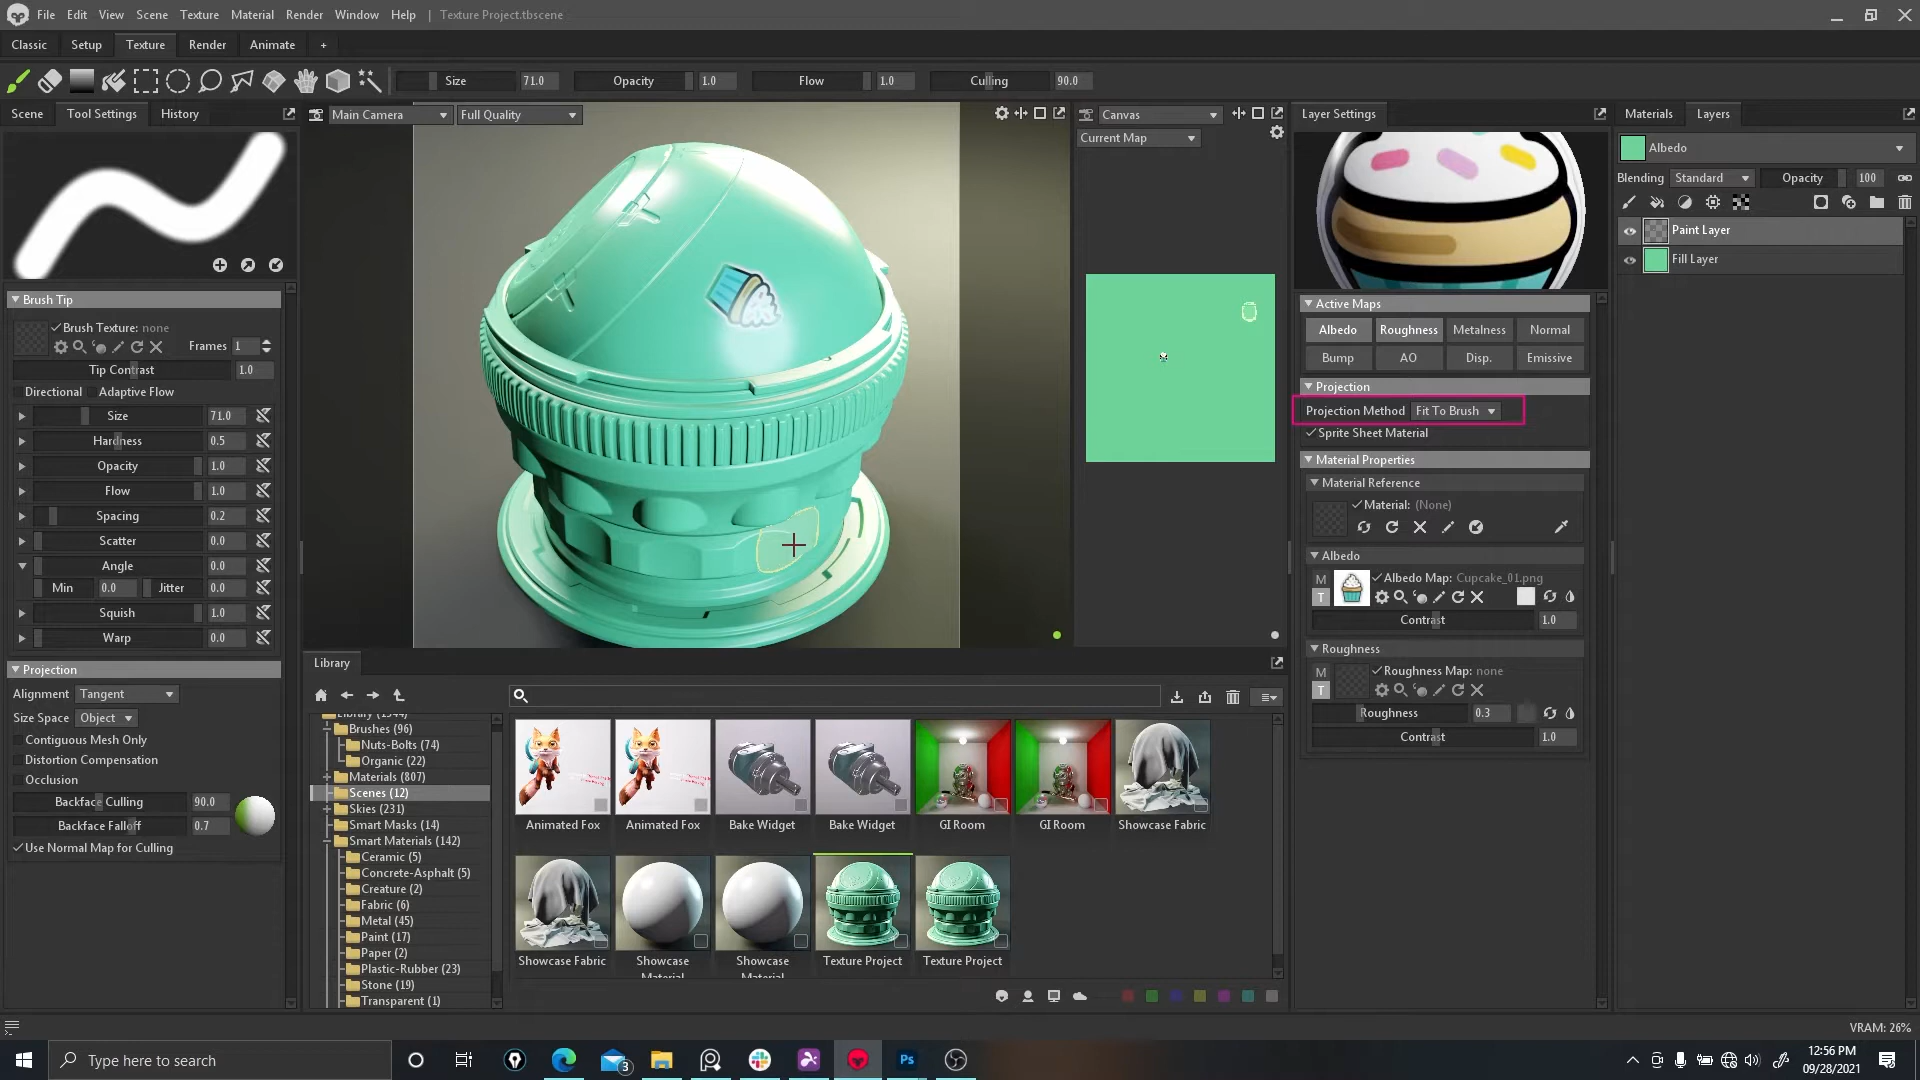 File Edit View Scene Texture Material Render Window Help | Texture Project.tbscene
Classic Setup Texture Render Animate +
Size 71.0 Opacity 1.0 Flow 1.0 Culling 90.0
Scene Tool Settings History
Brush Tip
Brush Texture: none
Frames 1
Tip Contrast 1.0
Directional Adaptive Flow
Size 71.0
Hardness 0.5
Opacity 1.0
Flow 1.0
Spacing 0.2
Scatter 0.0
Angle 0.0
Min 0.0 Jitter 0.0
Squish 1.0
Warp 0.0
Projection
Alignment Tangent
Size Space Object
Contiguous Mesh Only
Distortion Compensation
Occlusion
Backface Culling 90.0
Backface Falloff 0.7
Use Normal Map for Culling
Main Camera Full Quality
Canvas
Current Map
Library
Library (1344)
Brushes (96)
Nuts-Bolts (74)
Organic (22)
Materials (807)
Scenes (12)
Skies (231)
Smart Masks (14)
Smart Materials (142)
Ceramic (5)
Concrete-Asphalt (5)
Creature (2)
Fabric (6)
Metal (45)
Paint (17)
Paper (2)
Plastic-Rubber (23)
Stone (19)
Transparent (1)
Animated Fox Animated Fox Bake Widget Bake Widget GI Room GI Room Showcase Fabric
Showcase Fabric Showcase Material Showcase Material Texture Project Texture Project
Layer Settings
Active Maps
Albedo Roughness Metalness Normal
Bump AO Disp. Emissive
Projection
Projection Method Fit To Brush
Sprite Sheet Material
Material Properties
Material Reference
Material: (None)
Albedo
M Albedo Map: Cupcake_01.png
T
Contrast 1.0
Roughness
M Roughness Map: none
T
Roughness 0.3
Contrast 1.0
Materials Layers
Albedo
Blending Standard Opacity 100
Paint Layer
Fill Layer
VRAM: 26%
Type here to search
3
Ps
12:56 PM
09/28/2021